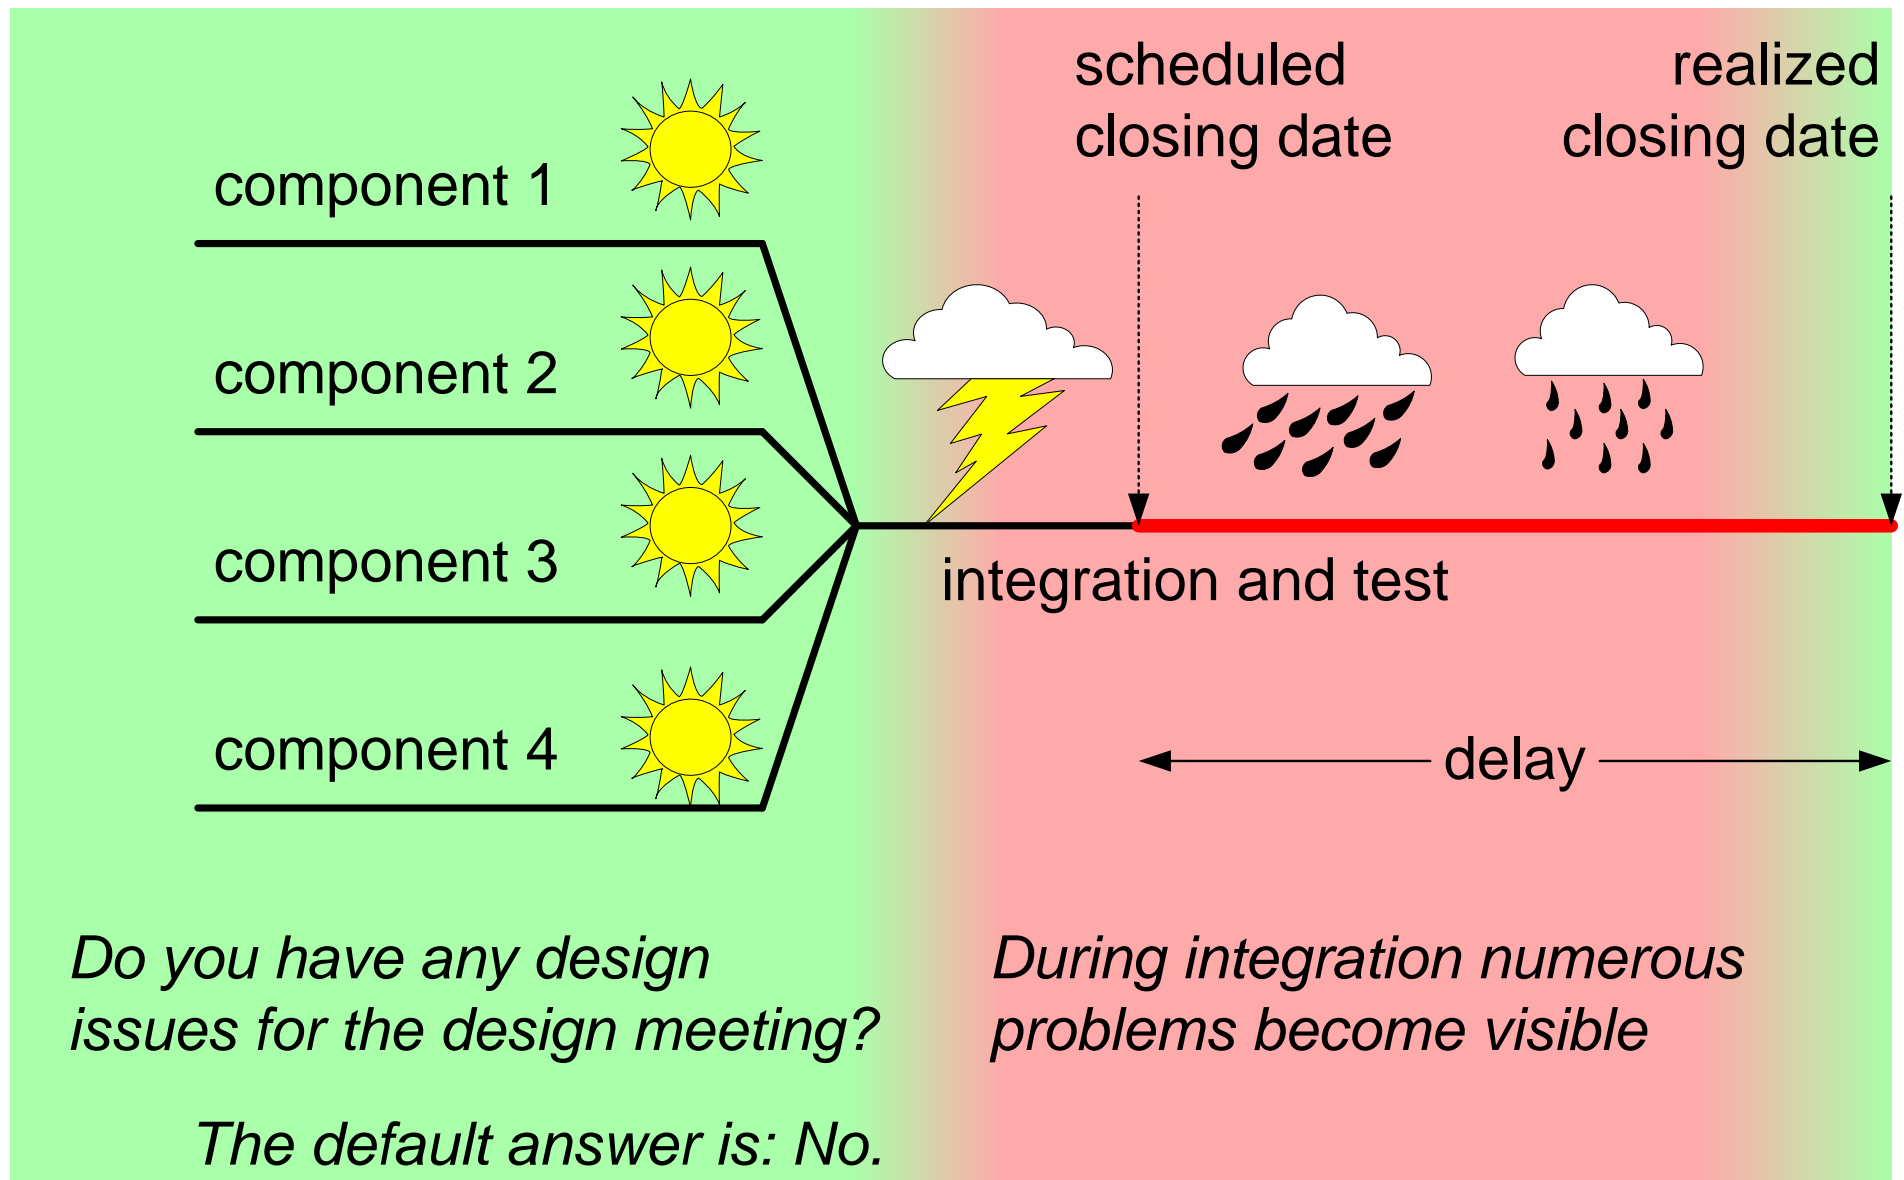 scheduled
closing date
realized
closing date
component 1
component 2
component 3
component 4
integration and test
delay
Do you have any design
issues for the design meeting?
The default answer is: No.
During integration numerous
problems become visible